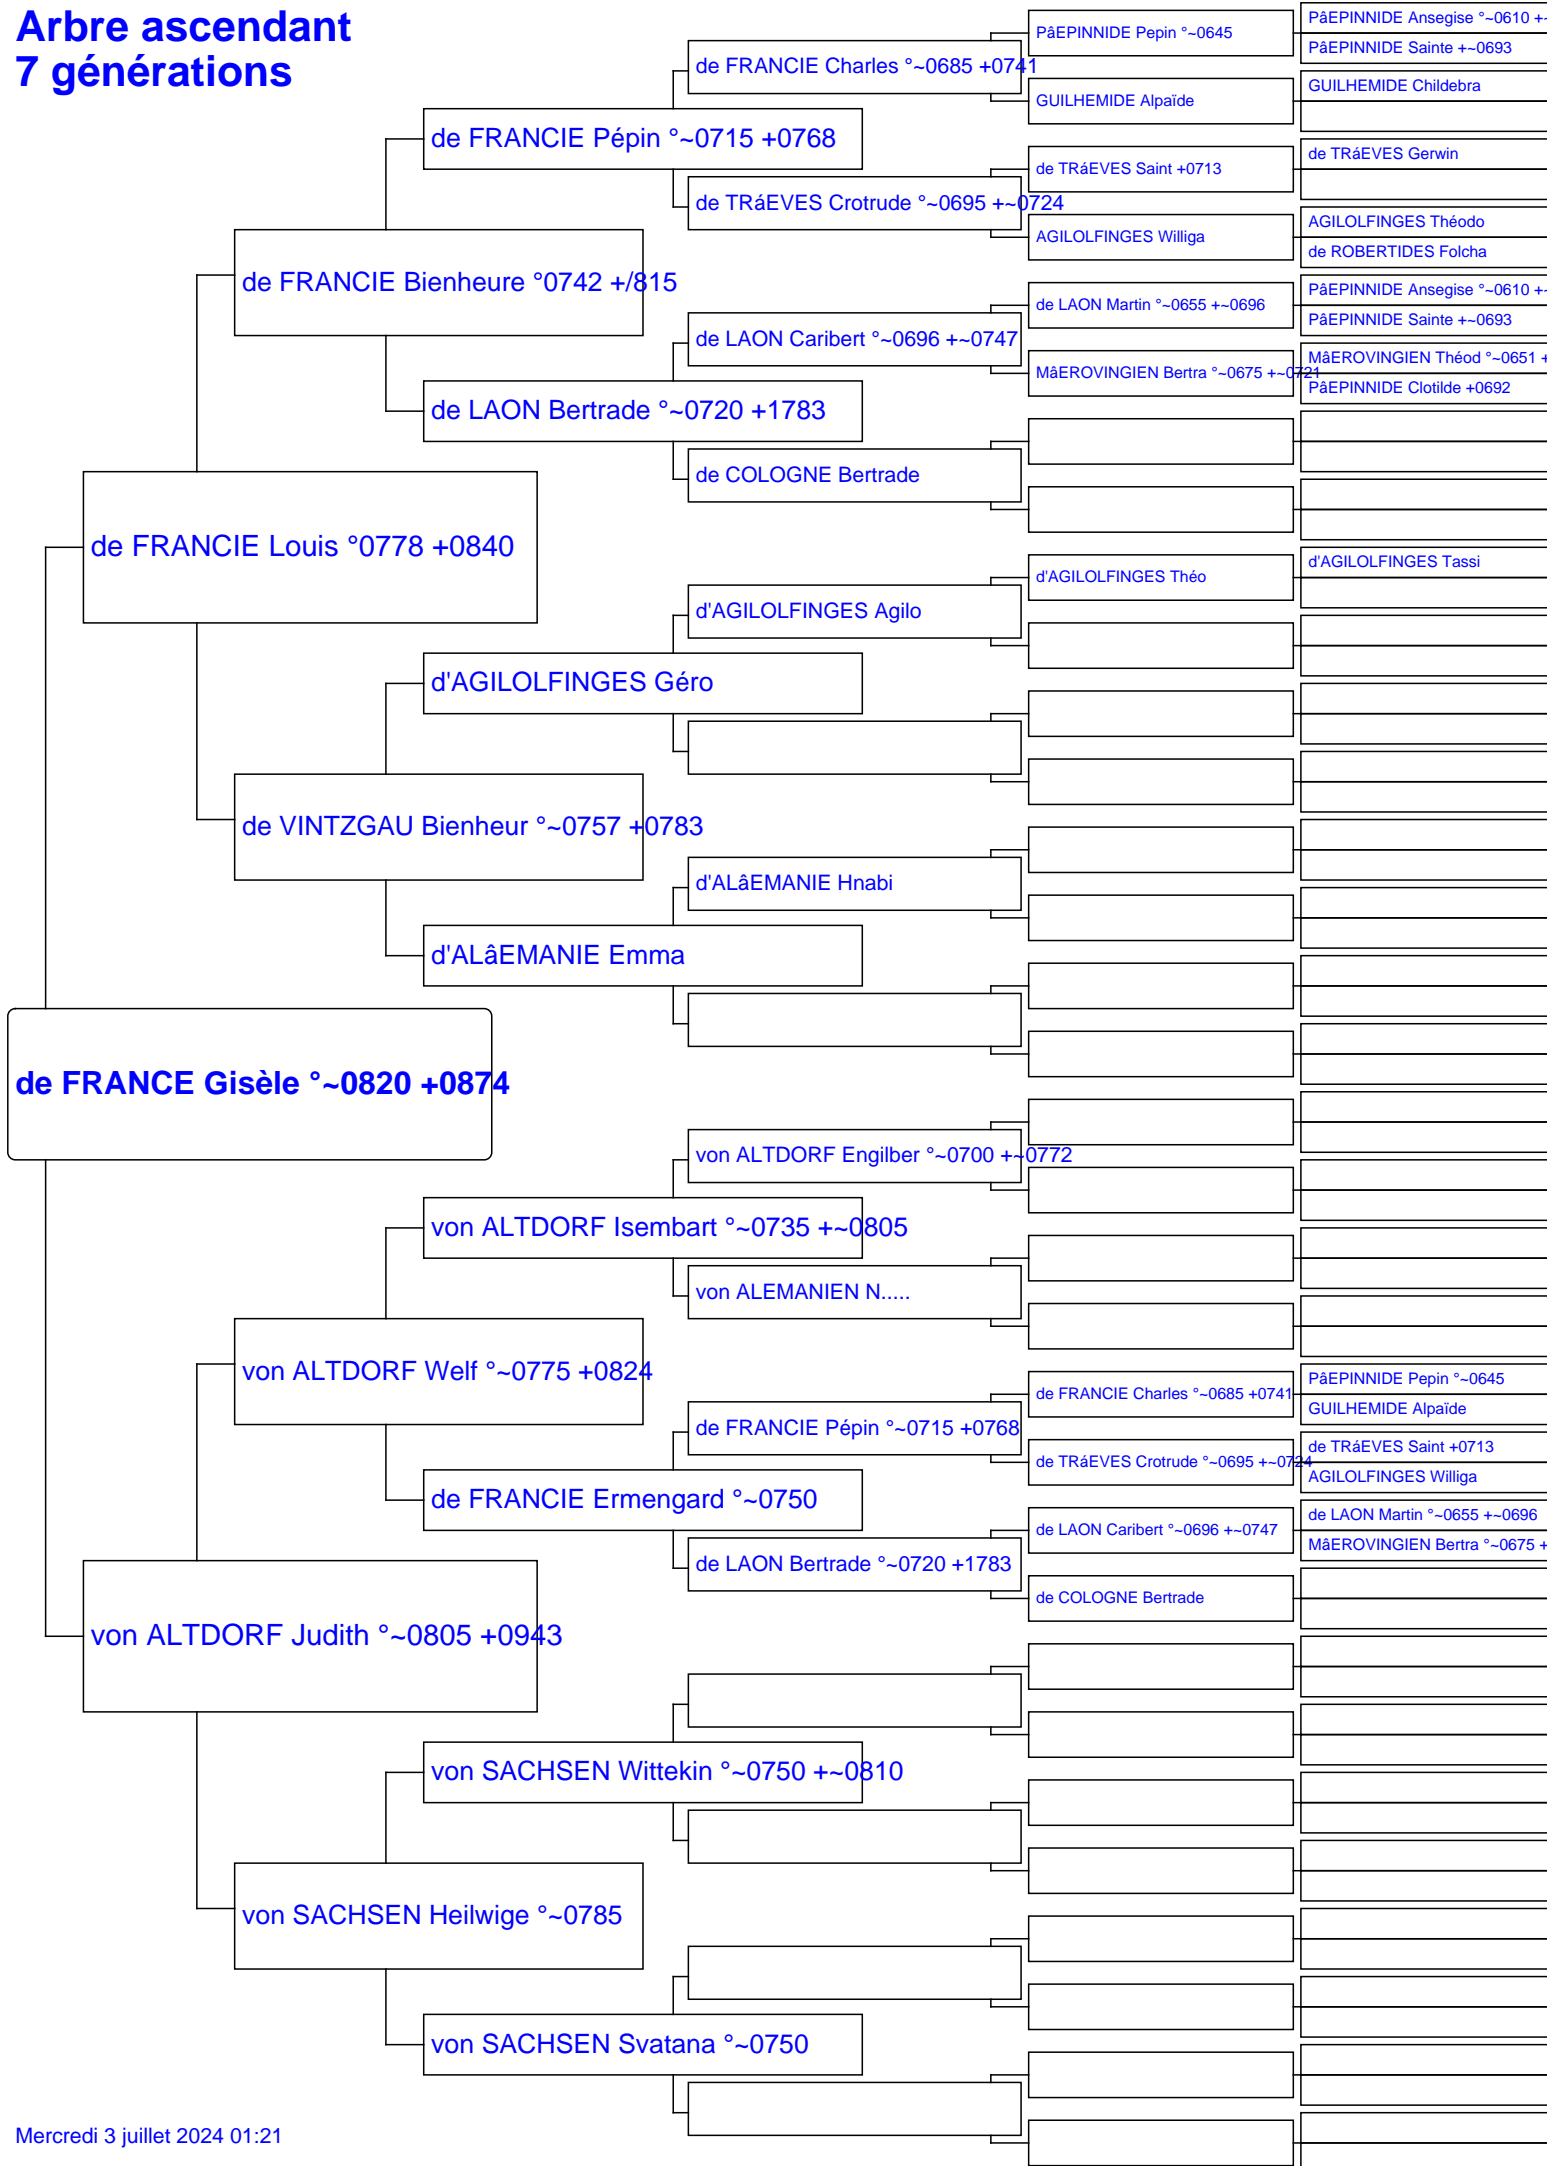 Arbre ascendant
7 générations
PâEPINNIDE Ansegise °~0610 +~
PâEPINNIDE Pepin °~0645
PâEPINNIDE Sainte +~0693
de FRANCIE Charles °~0685 +0741
GUILHEMIDE Childebra
GUILHEMIDE Alpaïde
de FRANCIE Pépin °~0715 +0768
de TRáEVES Gerwin
de TRáEVES Saint +0713
de TRáEVES Crotrude °~0695 +~0724
AGILOLFINGES Théodo
AGILOLFINGES Williga
de ROBERTIDES Folcha
de FRANCIE Bienheure °0742 +/815
PâEPINNIDE Ansegise °~0610 +~
de LAON Martin °~0655 +~0696
PâEPINNIDE Sainte +~0693
de LAON Caribert °~0696 +~0747
MâEROVINGIEN Théod °~0651 +
MâEROVINGIEN Bertra °~0675 +~0721
PâEPINNIDE Clotilde +0692
de LAON Bertrade °~0720 +1783
de COLOGNE Bertrade
de FRANCIE Louis °0778 +0840
d'AGILOLFINGES Tassi
d'AGILOLFINGES Théo
d'AGILOLFINGES Agilo
d'AGILOLFINGES Géro
de VINTZGAU Bienheur °~0757 +0783
d'ALâEMANIE Hnabi
d'ALâEMANIE Emma
de FRANCE Gisèle °~0820 +0874
von ALTDORF Engilber °~0700 +~0772
von ALTDORF Isembart °~0735 +~0805
von ALEMANIEN N.....
von ALTDORF Welf °~0775 +0824
PâEPINNIDE Pepin °~0645
de FRANCIE Charles °~0685 +0741
GUILHEMIDE Alpaïde
de FRANCIE Pépin °~0715 +0768
de TRáEVES Saint +0713
de TRáEVES Crotrude °~0695 +~0724
AGILOLFINGES Williga
de FRANCIE Ermengard °~0750
de LAON Martin °~0655 +~0696
de LAON Caribert °~0696 +~0747
MâEROVINGIEN Bertra °~0675 +
de LAON Bertrade °~0720 +1783
de COLOGNE Bertrade
von ALTDORF Judith °~0805 +0943
von SACHSEN Wittekin °~0750 +~0810
von SACHSEN Heilwige °~0785
von SACHSEN Svatana °~0750
Mercredi 3 juillet 2024 01:21